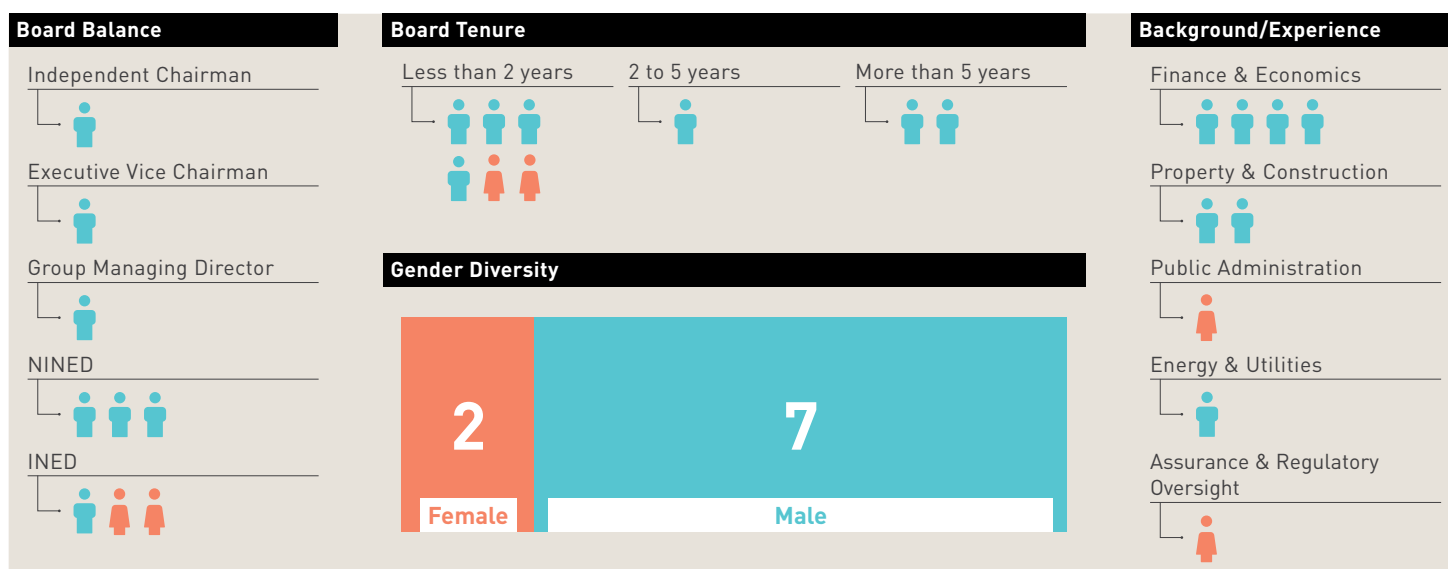 Board Balance
Independent Chairman
Executive Vice Chairman
Group Managing Director
NINED
INED
Board Tenure
Less than 2 years
2 to 5 years
More than 5 years
Gender Diversity
2
Female
7
Male
Background/Experience
Finance & Economics
Property & Construction
Public Administration
Energy & Utilities
Assurance & Regulatory
Oversight